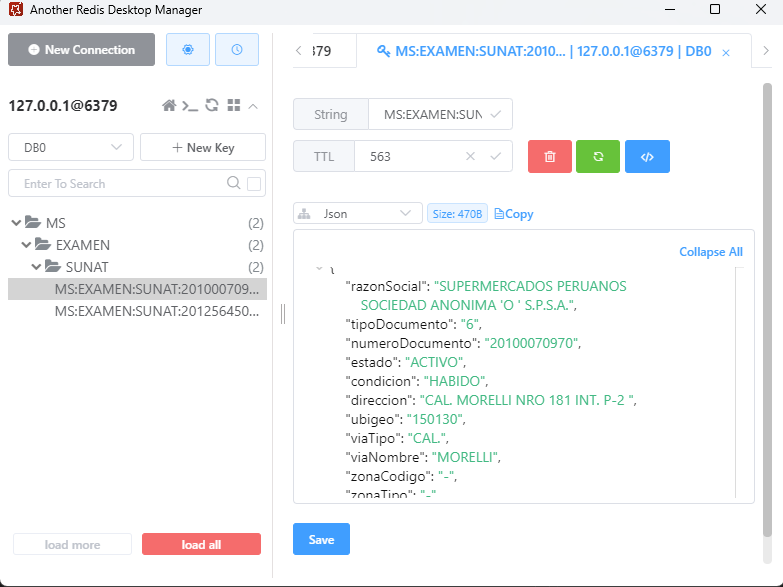 Another Redis Desktop Manager
New Connection
127.0.0.1@6379
DB0
+ New Key
Enter To Search
MS (2)
EXAMEN (2)
SUNAT (2)
MS:EXAMEN:SUNAT:201000709...
MS:EXAMEN:SUNAT:201256450...
load more
load all
379
MS:EXAMEN:SUNAT:2010... | 127.0.0.1@6379 | DB0
String
MS:EXAMEN:SUN
TTL
563
Json
Size: 470B
Copy
Collapse All
{
"razonSocial": "SUPERMERCADOS PERUANOS
SOCIEDAD ANONIMA 'O ' S.P.S.A.",
"tipoDocumento": "6",
"numeroDocumento": "20100070970",
"estado": "ACTIVO",
"condicion": "HABIDO",
"direccion": "CAL. MORELLI NRO 181 INT. P-2 ",
"ubigeo": "150130",
"viaTipo": "CAL.",
"viaNombre": "MORELLI",
"zonaCodigo": "-",
"zonaTipo": "-"
Save